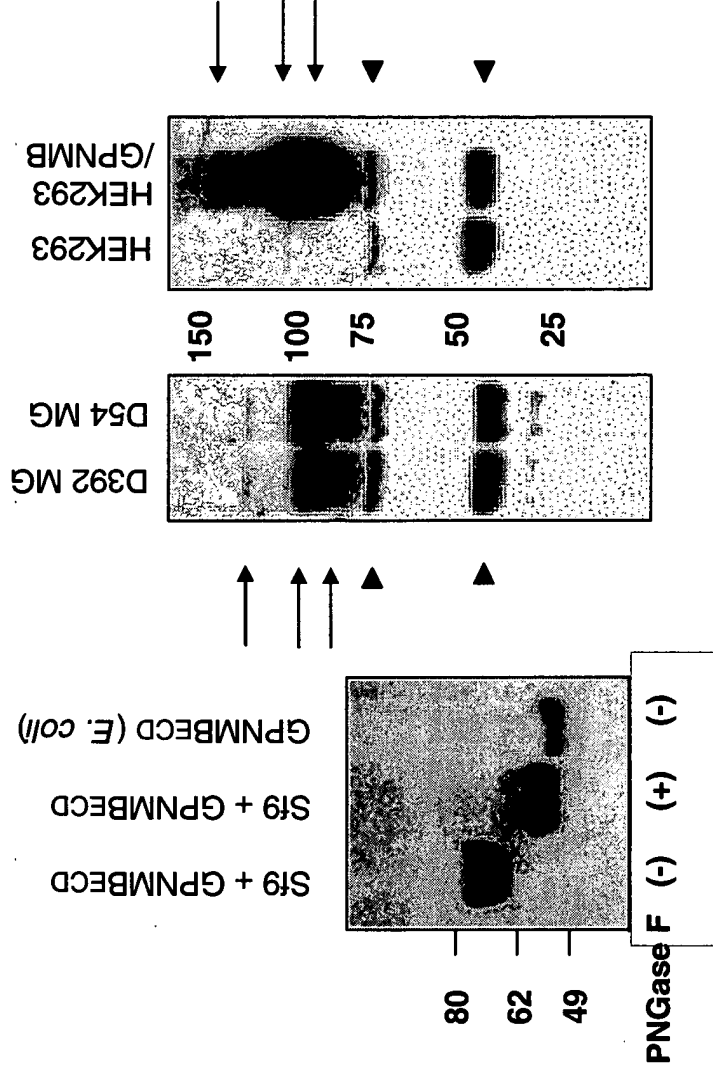 HEK293
/GPNMB
HEK293
150
100
75
50
25
D54 MG
D392 MG
GPNMBECD (E. coli)
Sf9 + GPNMBECD
Sf9 + GPNMBECD
80
62
49
PNGase F (-) (+) (-)